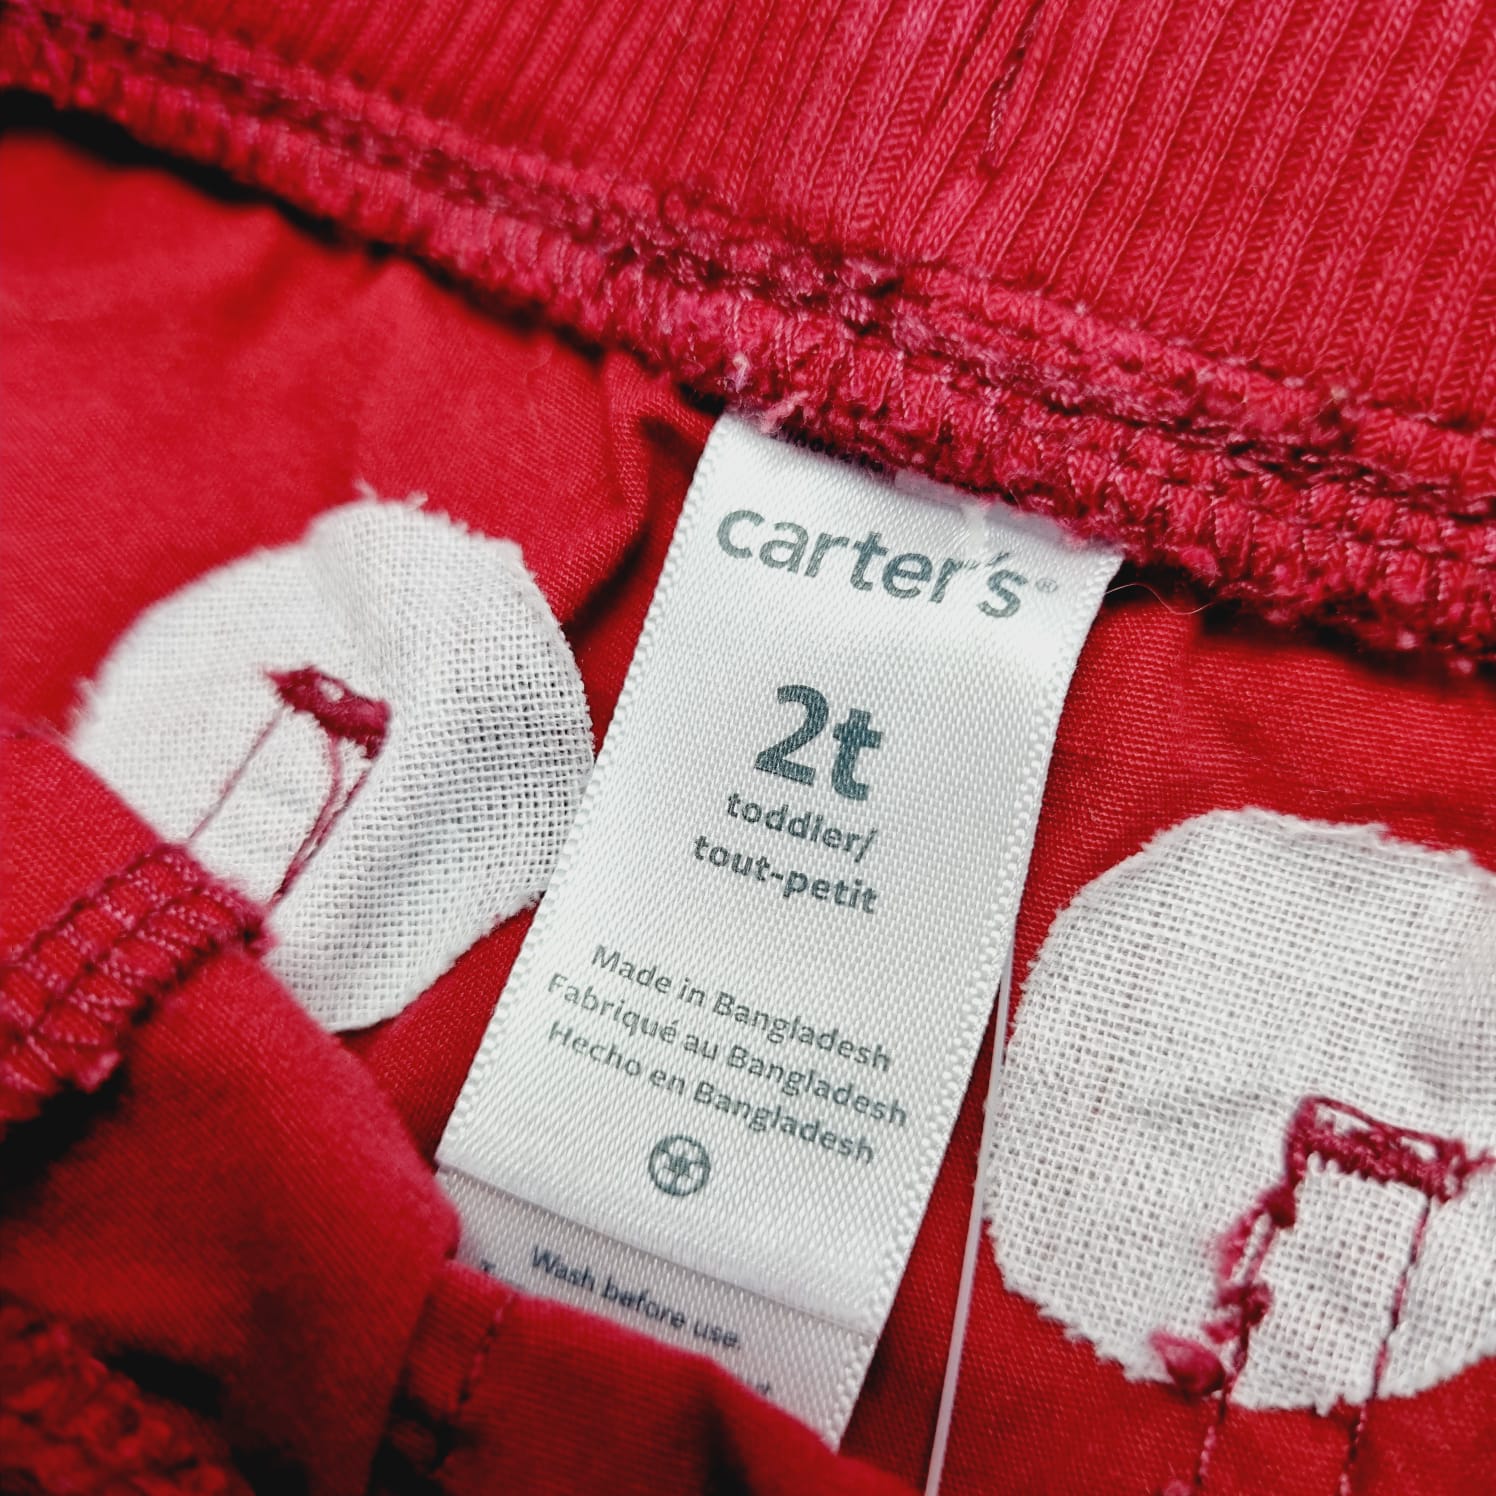 carter's®
2t
toddler/
tout-petit
Made in Bangladesh
Fabriqué au Bangladesh
Hecho en Bangladesh
Wash before use